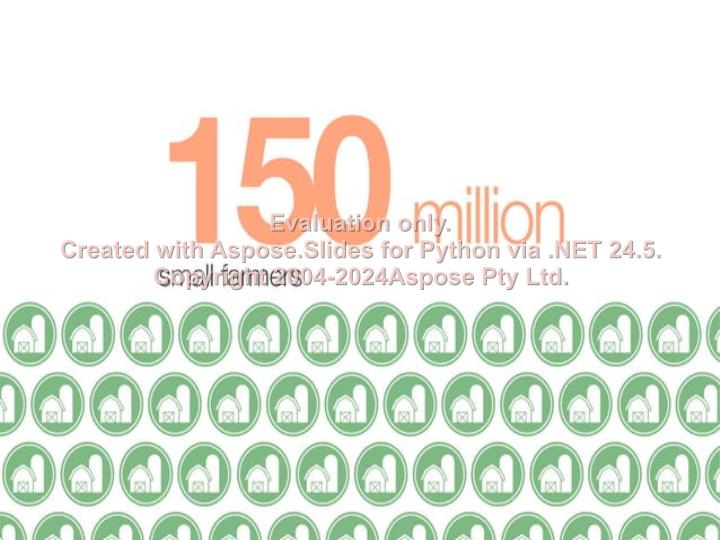 150 million
small farmers
Evaluation only.
Created with Aspose.Slides for Python via .NET 24.5.
Copyright 2004-2024Aspose Pty Ltd.